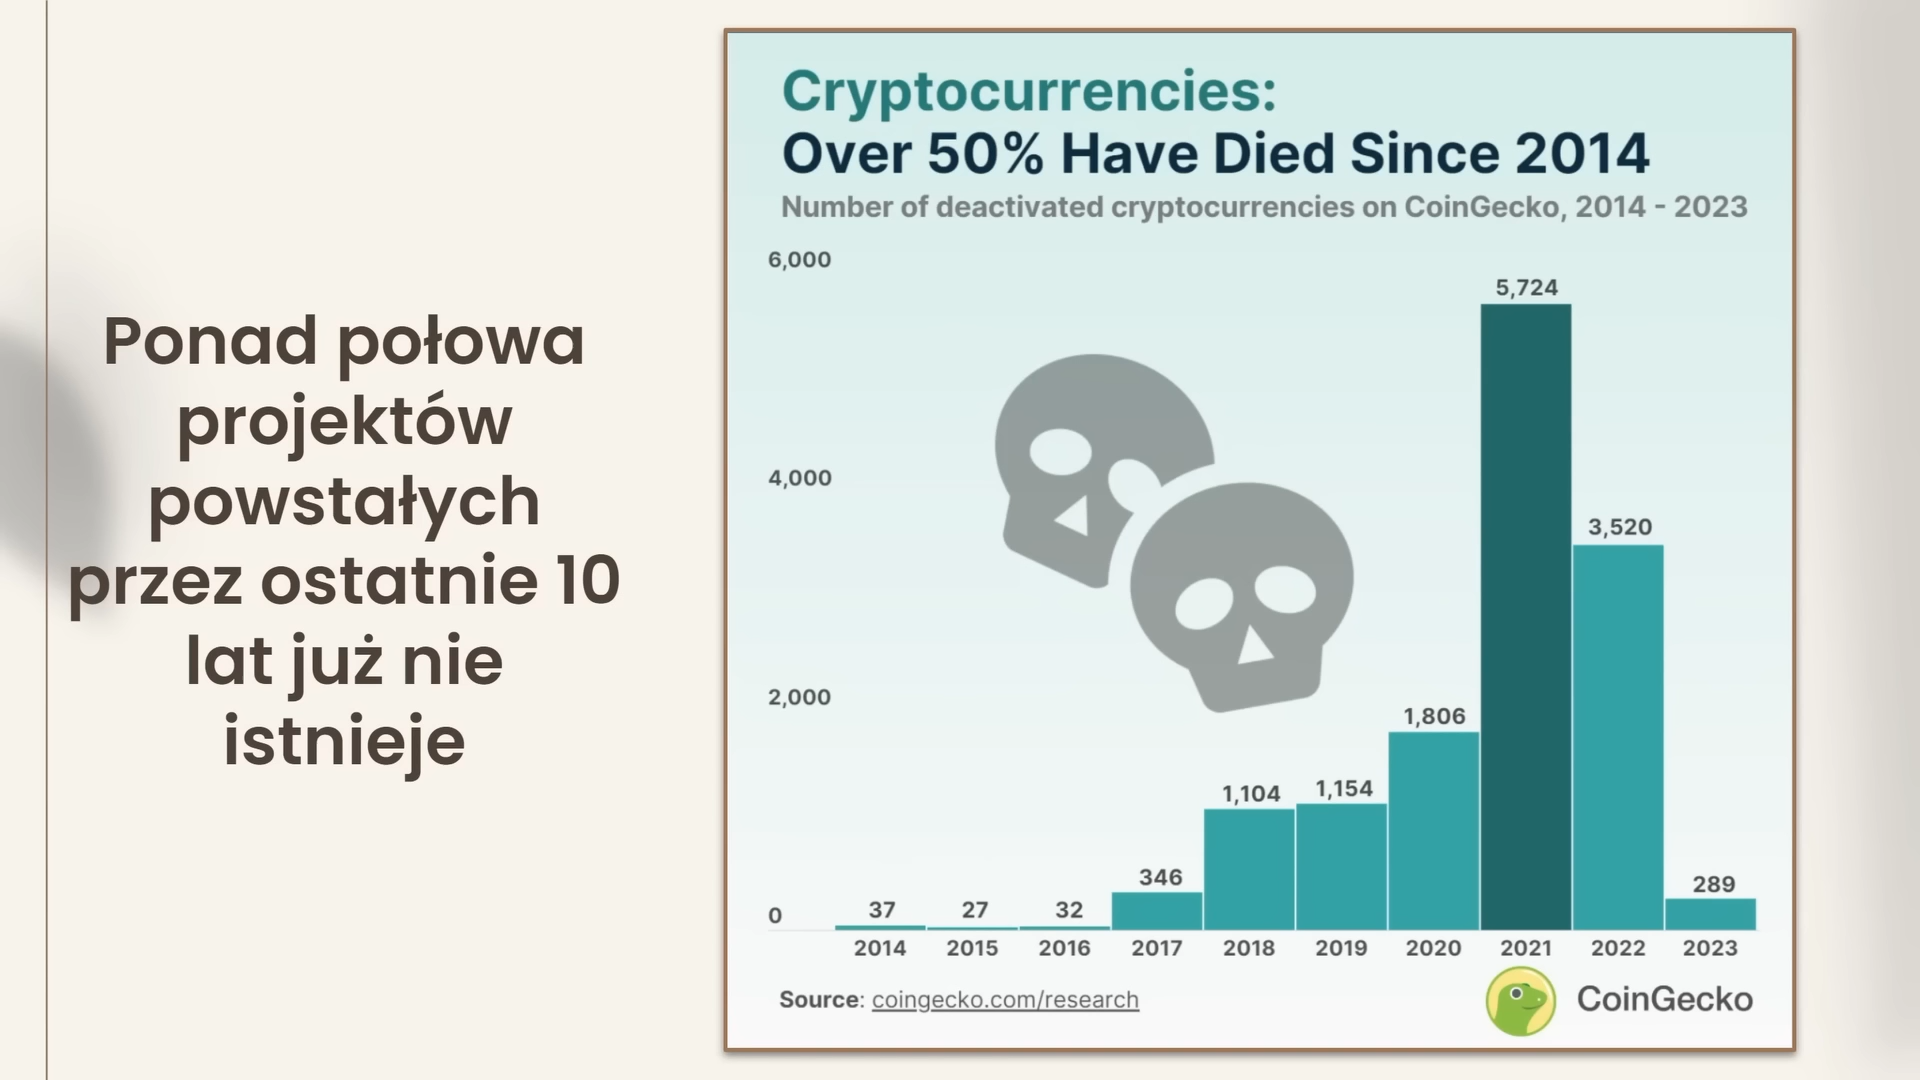 Ponad połowa
projektów
powstałych
przez ostatnie 10
lat już nie
istnieje
Cryptocurrencies:
Over 50% Have Died Since 2014
Number of deactivated cryptocurrencies on CoinGecko, 2014 - 2023
6,000
4,000
2,000
0
37
27
32
346
1,104
1,154
1,806
5,724
3,520
289
2014 2015 2016 2017 2018 2019 2020 2021 2022 2023
Source: coingecko.com/research
CoinGecko